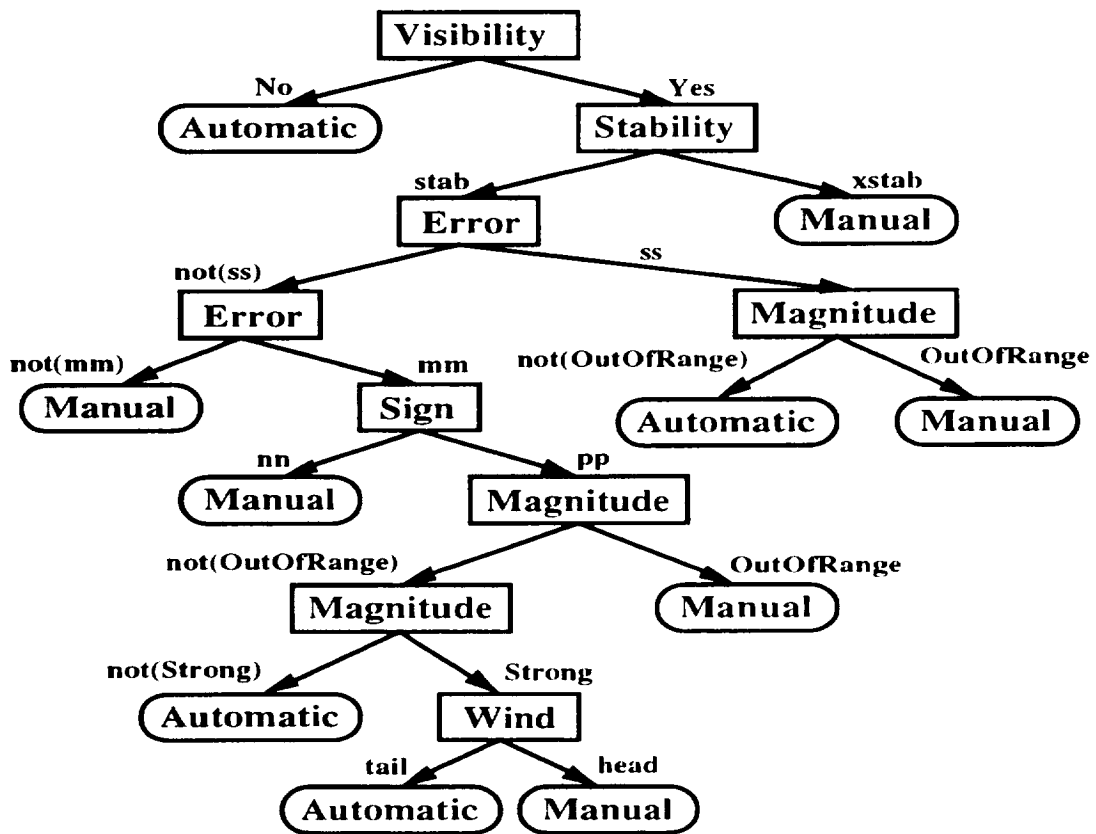 Visibility
No
Yes
Automatic
Stability
stab
xstab
Error
Manual
not(ss)
ss
Error
Magnitude
not(mm)
mm
not(OutOfRange)
OutOfRange
Manual
Sign
Automatic
Manual
nn
pp
Manual
Magnitude
not(OutOfRange)
OutOfRange
Magnitude
Manual
not(Strong)
Strong
Automatic
Wind
tail
head
Automatic
Manual